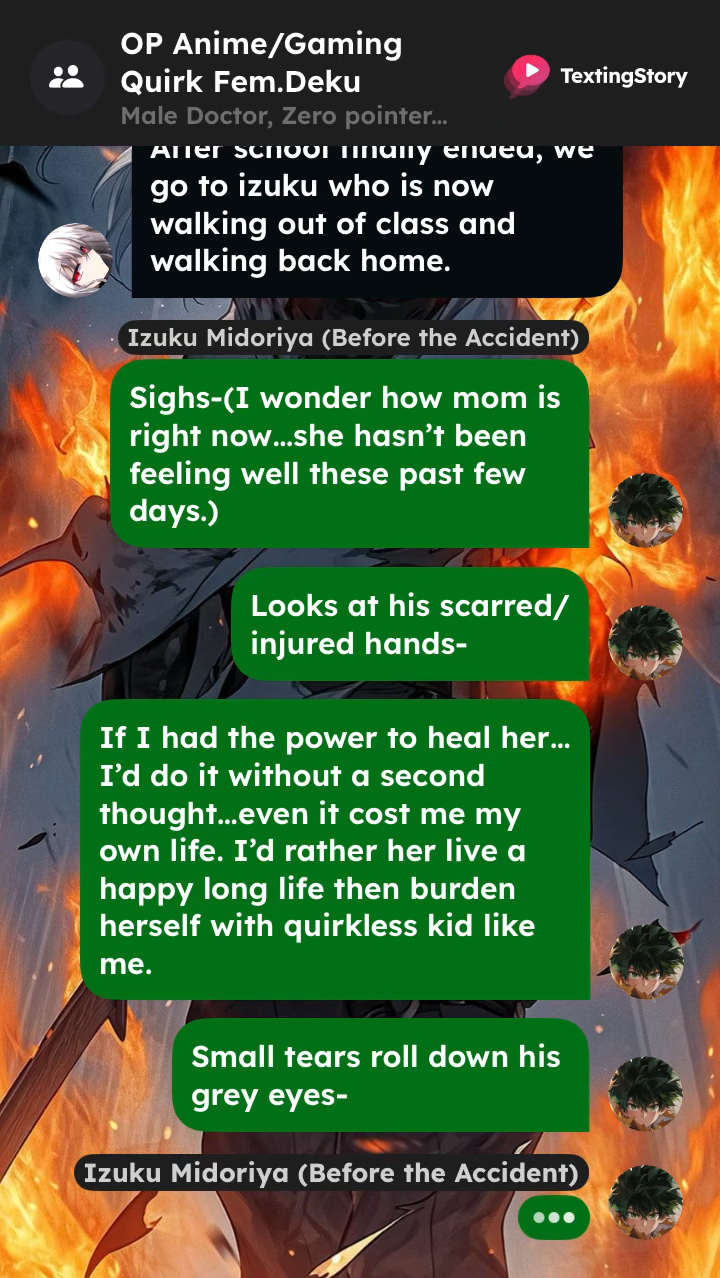 OP Anime/Gaming
Quirk Fem.Deku
Male Doctor, Zero pointer...
TextingStory
After school finally ended, we
go to izuku who is now
walking out of class and
walking back home.
Izuku Midoriya (Before the Accident)
Sighs-(I wonder how mom is
right now...she hasn't been
feeling well these past few
days.)
Looks at his scarred/
injured hands-
If I had the power to heal her...
I'd do it without a second
thought...even it cost me my
own life. I'd rather her live a
happy long life then burden
herself with quirkless kid like
me.
Small tears roll down his
grey eyes-
Izuku Midoriya (Before the Accident)